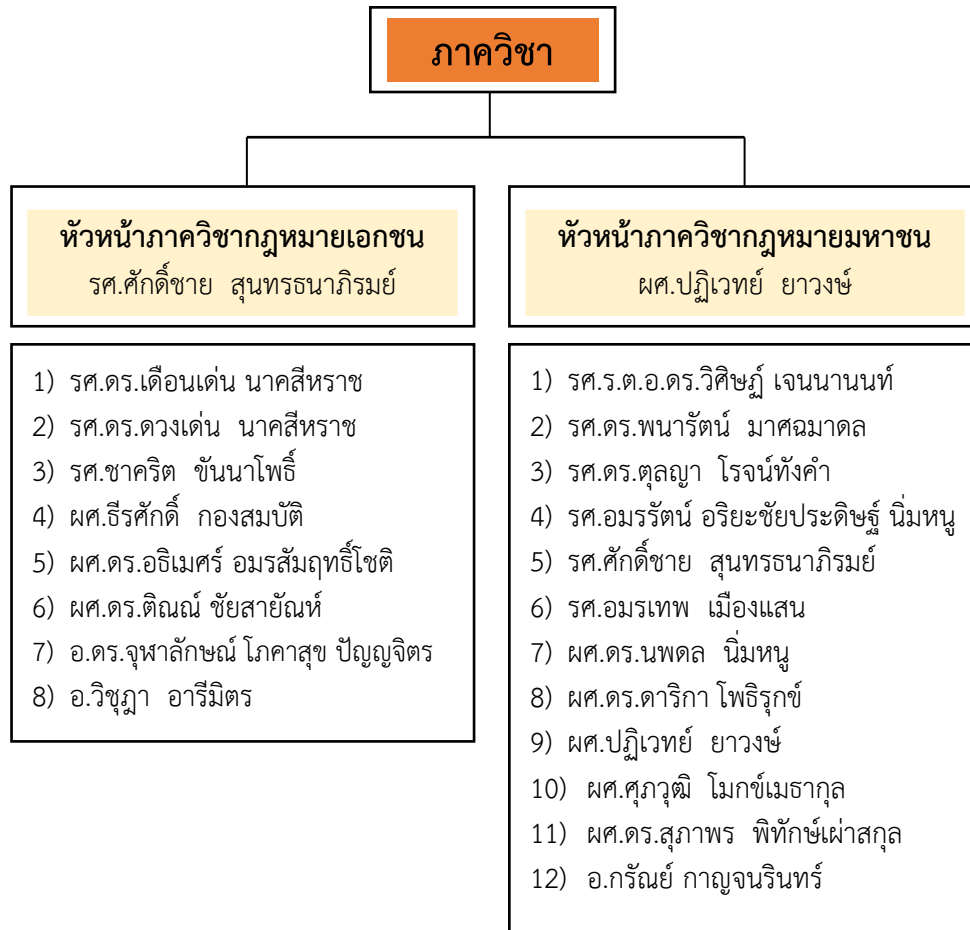 ภาควิชา
หัวหน้าภาควิชากฎหมายเอกชน
รศ.ศักดิ์ชาย สุนทรธนาภิรมย์
หัวหน้าภาควิชากฎหมายมหาชน
ผศ.ปฏิเวทย์ ยาวงษ์
1) รศ.ดร.เดือนเด่น นาคสีหราช
2) รศ.ดร.ดวงเด่น นาคสีหราช
3) รศ.ชาคริต ขันนาโพธิ์
4) ผศ.ธีรศักดิ์ กองสมบัติ
5) ผศ.ดร.อธิเมศร์ อมรสัมฤทธิ์โชติ
6) ผศ.ดร.ติณณ์ ชัยสายัณห์
7) อ.ดร.จุฬาลักษณ์ โภคาสุข ปัญญจิตร
8) อ.วิชุฎา อารีมิตร
1) รศ.ร.ต.อ.ดร.วิศิษฏ์ เจนนานนท์
2) รศ.ดร.พนารัตน์ มาศฉมาดล
3) รศ.ดร.ตุลญา โรจน์ทังคำ
4) รศ.อมรรัตน์ อริยะชัยประดิษฐ์ นิ่มหนู
5) รศ.ศักดิ์ชาย สุนทรธนาภิรมย์
6) รศ.อมรเทพ เมืองแสน
7) ผศ.ดร.นพดล นิ่มหนู
8) ผศ.ดร.ดาริกา โพธิรุกข์
9) ผศ.ปฏิเวทย์ ยาวงษ์
10) ผศ.ศุภวุฒิ โมกข์เมธากุล
11) ผศ.ดร.สุภาพร พิทักษ์เผ่าสกุล
12) อ.กรัณย์ กาญจนรินทร์